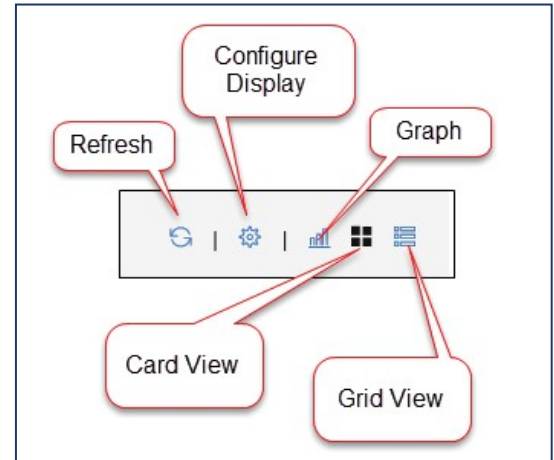 Configure
Display
Refresh
Graph
|
|
Card View
Grid View